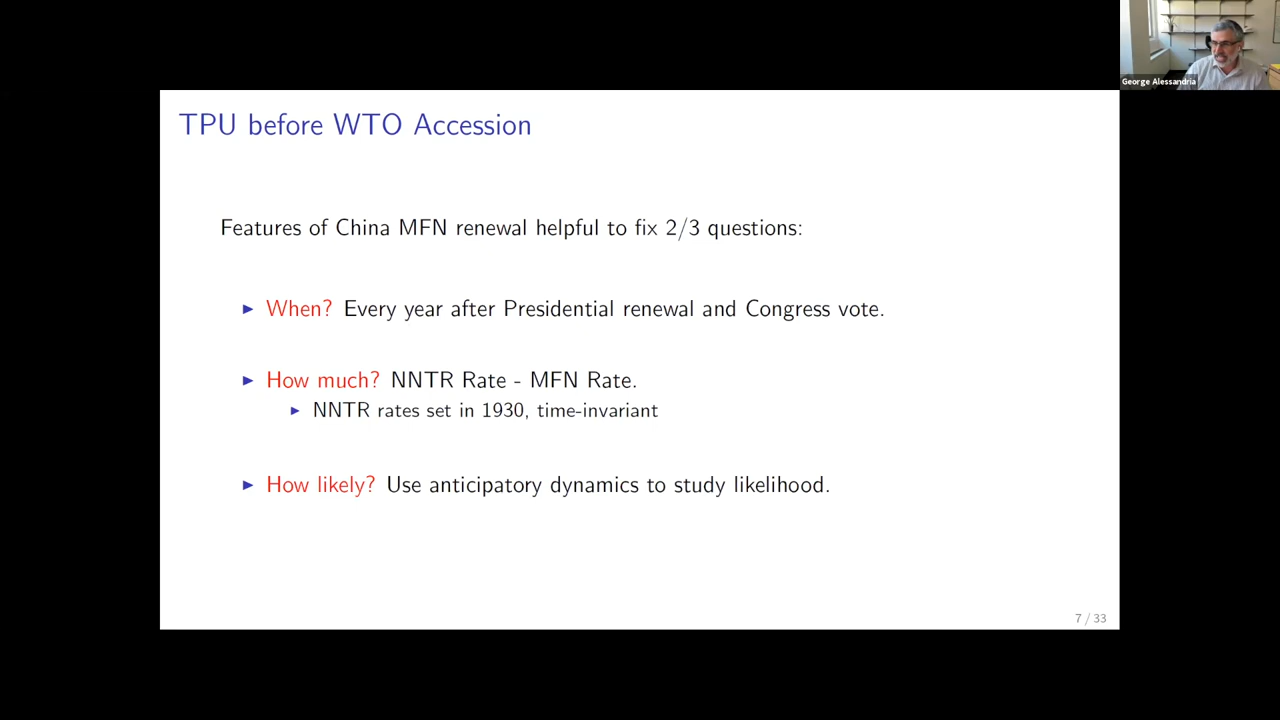 George Alessandria
TPU before WTO Accession
Features of China MFN renewal helpful to fix 2/3 questions:
When? Every year after Presidential renewal and Congress vote.
How much? NNTR Rate - MFN Rate.
NNTR rates set in 1930, time-invariant
How likely? Use anticipatory dynamics to study likelihood.
7 / 33